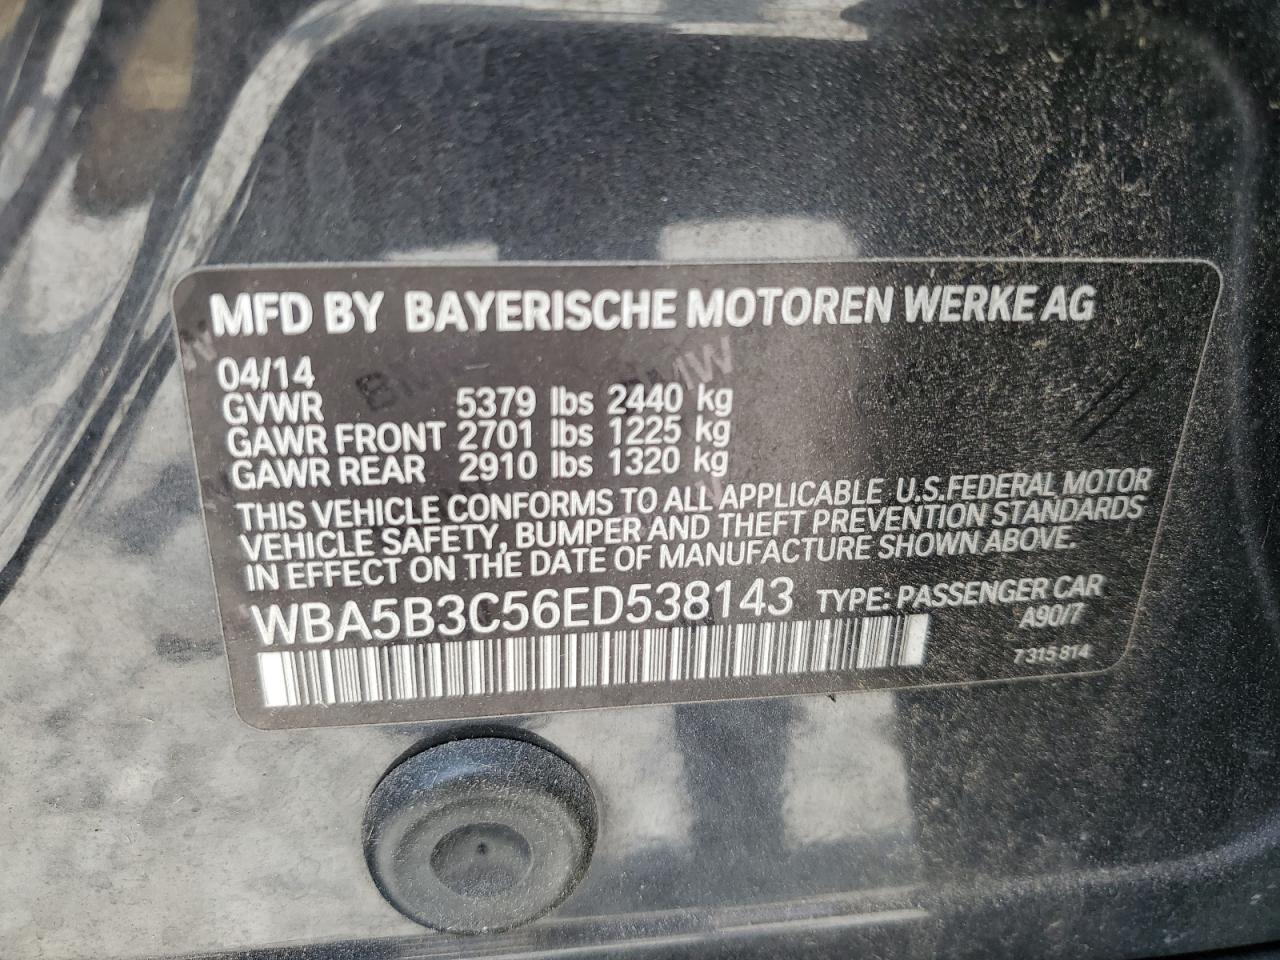 MFD BY BAYERISCHE MOTOREN WERKE AG
04/14
GVWR 5379 lbs 2440 kg
GAWR FRONT 2701 lbs 1225 kg
GAWR REAR 2910 lbs 1320 kg
THIS VEHICLE CONFORMS TO ALL APPLICABLE U.S.FEDERAL MOTOR
VEHICLE SAFETY, BUMPER AND THEFT PREVENTION STANDARDS
IN EFFECT ON THE DATE OF MANUFACTURE SHOWN ABOVE.
WBA5B3C56ED538143 TYPE: PASSENGER CAR
A90/7
7 315 814